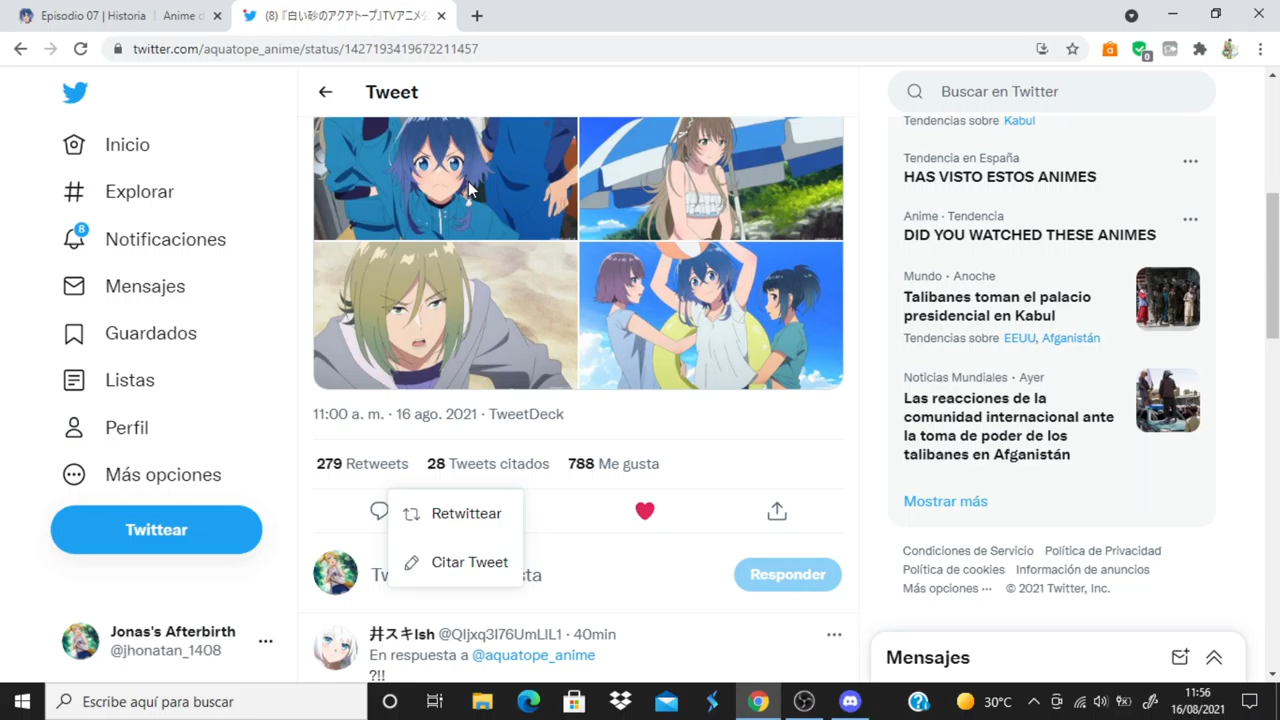 Episodio 07 | Historia | Anime d
(8) 『白い砂のアクアトープ』TVアニメ公
twitter.com/aquatope_anime/status/1427193419672211457
Inicio
Explorar
8
Notificaciones
Mensajes
Guardados
Listas
Perfil
Más opciones
Twittear
Jonas's Afterbirth
@jhonatan_1408
Tweet
11:00 a. m. · 16 ago. 2021 · TweetDeck
279 Retweets 28 Tweets citados 788 Me gusta
Retwittear
Citar Tweet
Tw
sta
Responder
@QIjxq3I76UmLIL1 · 40min
En respuesta a @aquatope_anime
?!!
Buscar en Twitter
Tendencias sobre Kabul
Tendencia en España
HAS VISTO ESTOS ANIMES
Anime · Tendencia
DID YOU WATCHED THESE ANIMES
Mundo · Anoche
Talibanes toman el palacio
presidencial en Kabul
Tendencias sobre EEUU, Afganistán
Noticias Mundiales · Ayer
Las reacciones de la
comunidad internacional ante
la toma de poder de los
talibanes en Afganistán
Mostrar más
Condiciones de Servicio Política de Privacidad
Política de cookies Información de anuncios
Más opciones ··· © 2021 Twitter, Inc.
Mensajes
Escribe aquí para buscar
30°C
11:56
16/08/2021